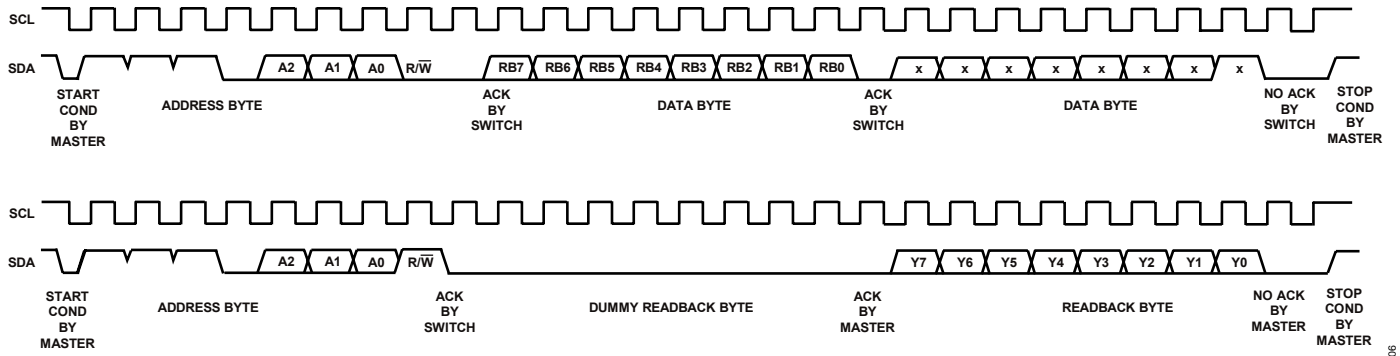 SCL
SDA A2 A1 A0 R/W RB7 RB6 RB5 RB4 RB3 RB2 RB1 RB0 x x x x x x x x
START COND BY MASTER
ADDRESS BYTE
ACK BY SWITCH
DATA BYTE
ACK BY SWITCH
DATA BYTE
NO ACK BY SWITCH
STOP COND BY MASTER
SCL
SDA A2 A1 A0 R/W Y7 Y6 Y5 Y4 Y3 Y2 Y1 Y0
START COND BY MASTER
ADDRESS BYTE
ACK BY SWITCH
DUMMY READBACK BYTE
ACK BY MASTER
READBACK BYTE
NO ACK BY MASTER
STOP COND BY MASTER
06